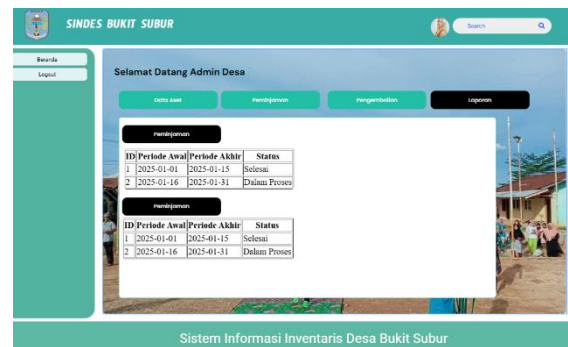 SINDES BUKIT SUBUR
Search
Beranda
Logout
Selamat Datang Admin Desa
Data Aset Peminjaman Pengembalian Laporan
Peminjaman
ID Periode Awal Periode Akhir Status
1 2025-01-01 2025-01-15 Selesai
2 2025-01-16 2025-01-31 Dalam Proses
Peminjaman
ID Periode Awal Periode Akhir Status
1 2025-01-01 2025-01-15 Selesai
2 2025-01-16 2025-01-31 Dalam Proses
Sistem Informasi Inventaris Desa Bukit Subur